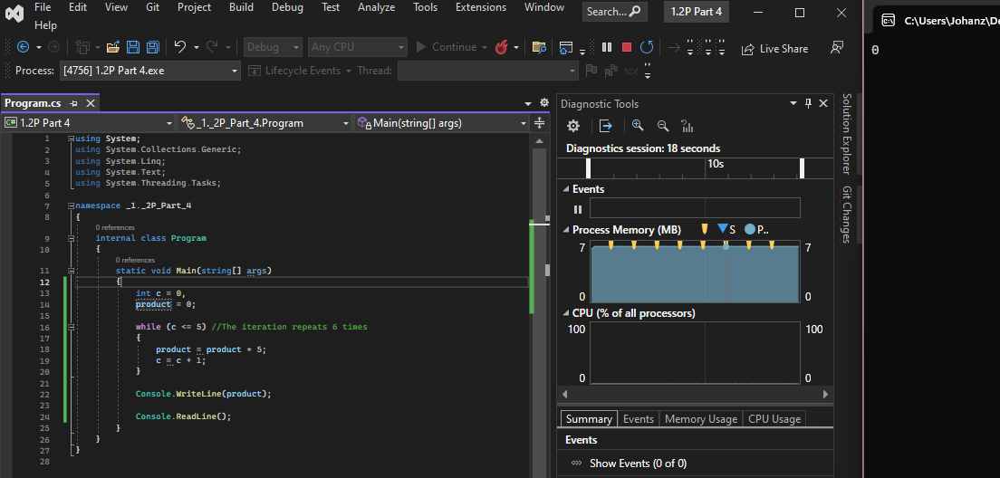 File Edit View Git Project Build Debug Test Analyze Tools Extensions Window Search... 1.2P Part 4
Help
Debug Any CPU Continue Live Share
Process: [4756] 1.2P Part 4.exe Lifecycle Events Thread:
Program.cs
C# 1.2P Part 4 _1._2P_Part_4.Program Main(string[] args)
1 using System;
2 using System.Collections.Generic;
3 using System.Linq;
4 using System.Text;
5 using System.Threading.Tasks;
6
7 namespace _1._2P_Part_4
8 {
0 references
9 internal class Program
10 {
0 references
11 static void Main(string[] args)
12 {
13 int c = 0,
14 product = 0;
15
16 while (c <= 5) //The iteration repeats 6 times
17 {
18 product = product * 5;
19 c = c + 1;
20 }
21
22 Console.WriteLine(product);
23
24 Console.ReadLine();
25 }
26 }
27 }
28
Diagnostic Tools
Diagnostics session: 18 seconds
10s
Events
Process Memory (MB) S P..
7 7
0 0
CPU (% of all processors)
100 100
0 0
Summary Events Memory Usage CPU Usage
Events
Show Events (0 of 0)
Solution Explorer
Git Changes
C:\Users\Johanz\De
0